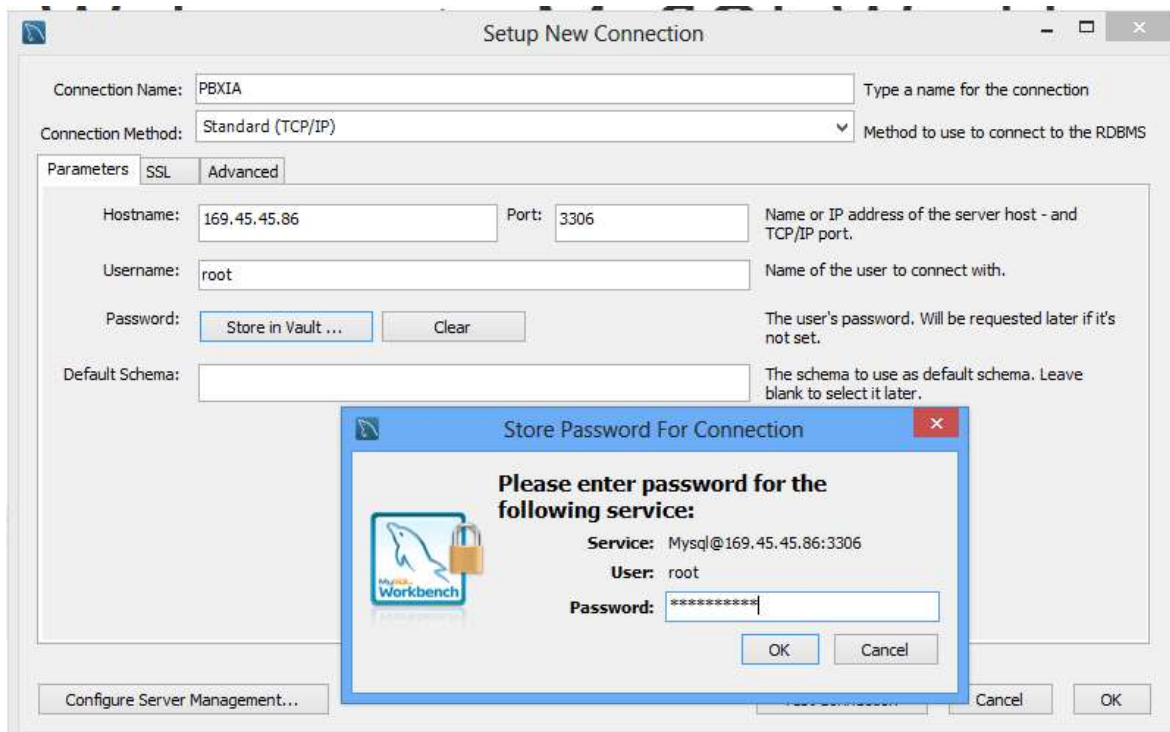 Setup New Connection
Connection Name: PBXIA Type a name for the connection
Connection Method: Standard (TCP/IP) Method to use to connect to the RDBMS
Parameters SSL Advanced
Hostname: 169.45.45.86 Port: 3306 Name or IP address of the server host - and
TCP/IP port.
Username: root Name of the user to connect with.
Password: Store in Vault ... Clear The user's password. Will be requested later if it's
not set.
Default Schema: The schema to use as default schema. Leave
blank to select it later.
Store Password For Connection
Please enter password for the
following service:
Service: Mysql@169.45.45.86:3306
User: root
Password: **********
MySQL
Workbench
OK Cancel
Configure Server Management... Cancel OK